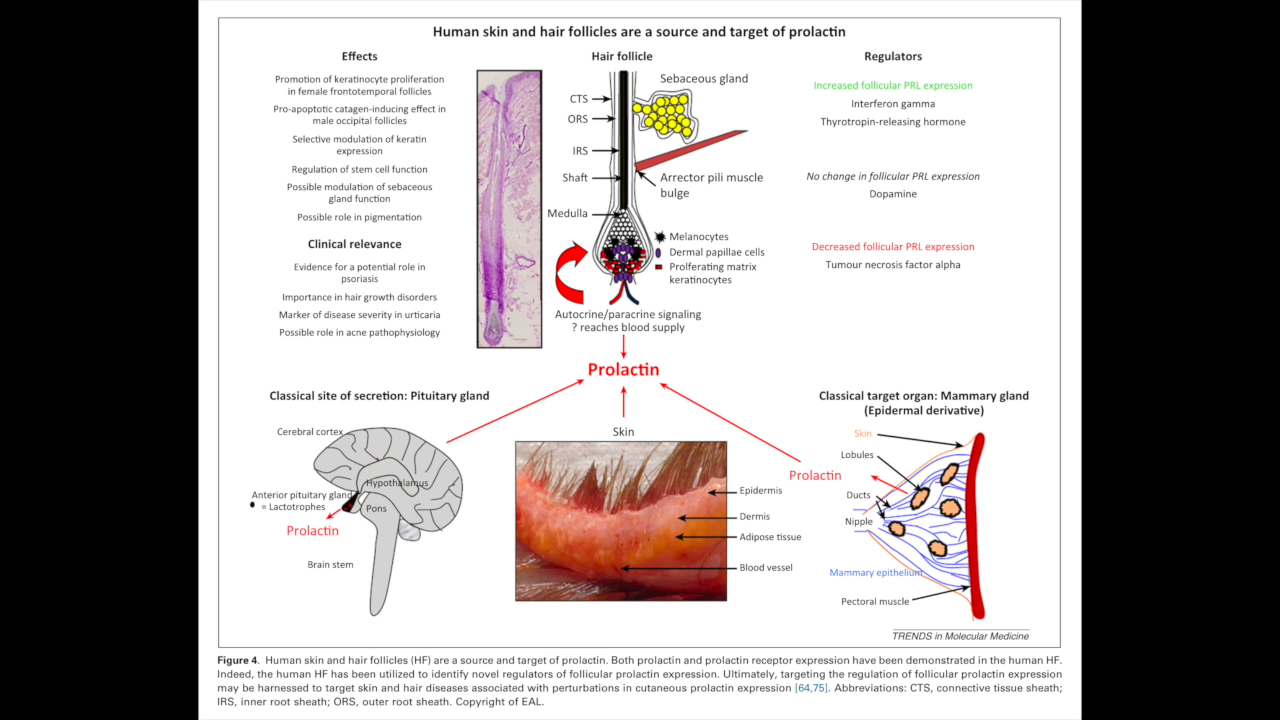 Human skin and hair follicles are a source and target of prolactin
Effects
Promotion of keratinocyte proliferation
in female frontotemporal follicles
Pro-apoptotic catagen-inducing effect in
male occipital follicles
Selective modulation of keratin
expression
Regulation of stem cell function
Possible modulation of sebaceous
gland function
Possible role in pigmentation
Clinical relevance
Evidence for a potential role in
psoriasis
Importance in hair growth disorders
Marker of disease severity in urticaria
Possible role in acne pathophysiology
Hair follicle
Sebaceous gland
CTS
ORS
IRS
Shaft
Arrector pili muscle
bulge
Medulla
Melanocytes
Dermal papillae cells
Prolferating matrix
keratinocytes
Autocrine/paracrine signaling
? reaches blood supply
Regulators
Increased follicular PRL expression
Interferon gamma
Thyrotropin-releasing hormone
No change in follicular PRL expression
Dopamine
Decreased follicular PRL expression
Tumour necrosis factor alpha
Prolactin
Classical site of secretion: Pituitary gland
Cerebral cortex
Hypothalamus
Anterior pituitary gland
= Lactotrophes
Pons
Prolactin
Brain stem
Skin
Epidermis
Dermis
Adipose tissue
Blood vessel
Classical target organ: Mammary gland
(Epidermal derivative)
Skin
Lobules
Prolactin
Ducts
Nipple
Mammary epithelium
Pectoral muscle
TRENDS in Molecular Medicine
Figure 4. Human skin and hair follicles (HF) are a source and target of prolactin. Both prolactin and prolactin receptor expression have been demonstrated in the human HF.
Indeed, the human HF has been utilized to identify novel regulators of follicular prolactin expression. Ultimately, targeting the regulation of follicular prolactin expression
may be harnessed to target skin and hair diseases associated with perturbations in cutaneous prolactin expression [64,75]. Abbreviations: CTS, connective tissue sheath;
IRS, inner root sheath; ORS, outer root sheath. Copyright of EAL.